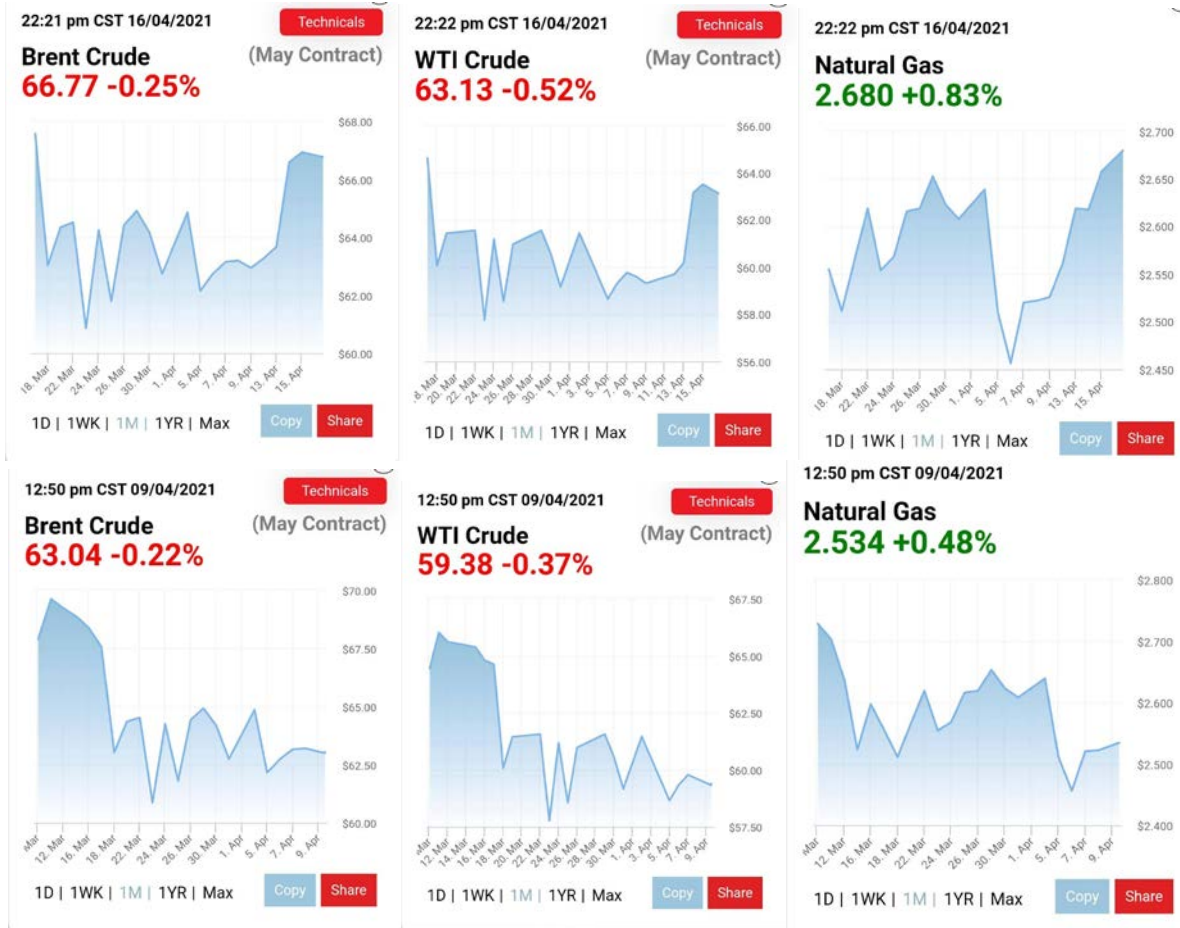 22:21 pm CST 16/04/2021
Technicals
Brent Crude
(May Contract)
66.77 -0.25%
$68.00
$66.00
$64.00
$62.00
$60.00
18. Mar
22. Mar
24. Mar
26. Mar
30. Mar
1. Apr
5. Apr
7. Apr
9. Apr
13. Apr
15. Apr
1D | 1WK | 1M | 1YR | Max
Copy
Share
22:22 pm CST 16/04/2021
Technicals
WTI Crude
(May Contract)
63.13 -0.52%
$66.00
$64.00
$62.00
$60.00
$58.00
$56.00
8. Mar
20. Mar
22. Mar
24. Mar
26. Mar
28. Mar
30. Mar
1. Apr
3. Apr
5. Apr
7. Apr
9. Apr
11. Apr
13. Apr
15. Apr
1D | 1WK | 1M | 1YR | Max
Copy
Share
22:22 pm CST 16/04/2021
Natural Gas
2.680 +0.83%
$2.700
$2.650
$2.600
$2.550
$2.500
$2.450
18. Mar
22. Mar
24. Mar
26. Mar
30. Mar
1. Apr
5. Apr
7. Apr
9. Apr
13. Apr
15. Apr
1D | 1WK | 1M | 1YR | Max
Copy
Share
12:50 pm CST 09/04/2021
Technicals
Brent Crude
(May Contract)
63.04 -0.22%
$70.00
$67.50
$65.00
$62.50
$60.00
Mar
12. Mar
16. Mar
18. Mar
22. Mar
24. Mar
26. Mar
30. Mar
1. Apr
5. Apr
7. Apr
9. Apr
1D | 1WK | 1M | 1YR | Max
Copy
Share
12:50 pm CST 09/04/2021
Technicals
WTI Crude
(May Contract)
59.38 -0.37%
$67.50
$65.00
$62.50
$60.00
$57.50
Mar
12. Mar
14. Mar
16. Mar
18. Mar
20. Mar
22. Mar
24. Mar
26. Mar
28. Mar
30. Mar
1. Apr
3. Apr
5. Apr
7. Apr
9. Apr
1D | 1WK | 1M | 1YR | Max
Copy
Share
12:50 pm CST 09/04/2021
Natural Gas
2.534 +0.48%
$2.800
$2.700
$2.600
$2.500
$2.400
Mar
12. Mar
16. Mar
18. Mar
22. Mar
24. Mar
26. Mar
30. Mar
1. Apr
5. Apr
7. Apr
9. Apr
1D | 1WK | 1M | 1YR | Max
Copy
Share